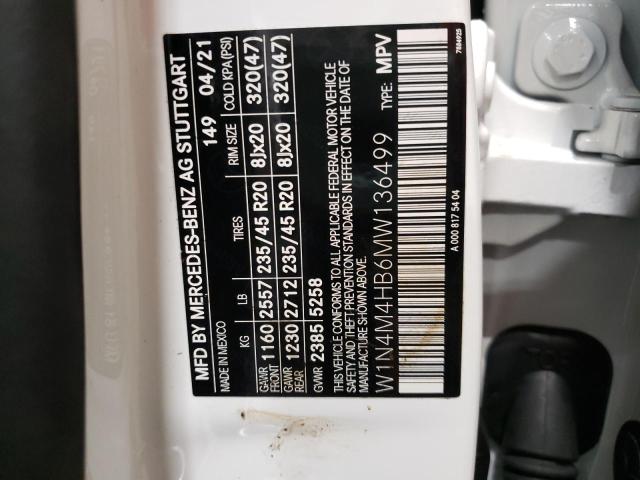 MFD BY MERCEDES-BENZ AG STUTTGART
149 04/21
MADE IN MEXICO
KG LB TIRES RIM SIZE COLD KPA(PSI)
GAWR FRONT 1160 2557 235/45 R20 8Jx20 320(47)
GAWR REAR 1230 2712 235/45 R20 8Jx20 320(47)
GVWR 2385 5258
THIS VEHICLE CONFORMS TO ALL APPLICABLE FEDERAL MOTOR VEHICLE
SAFETY AND THEFT PREVENTION STANDARDS IN EFFECT ON THE DATE OF
MANUFACTURE SHOWN ABOVE.
W1N4M4HB6MW136499 TYPE: MPV
A 000 817 54 04